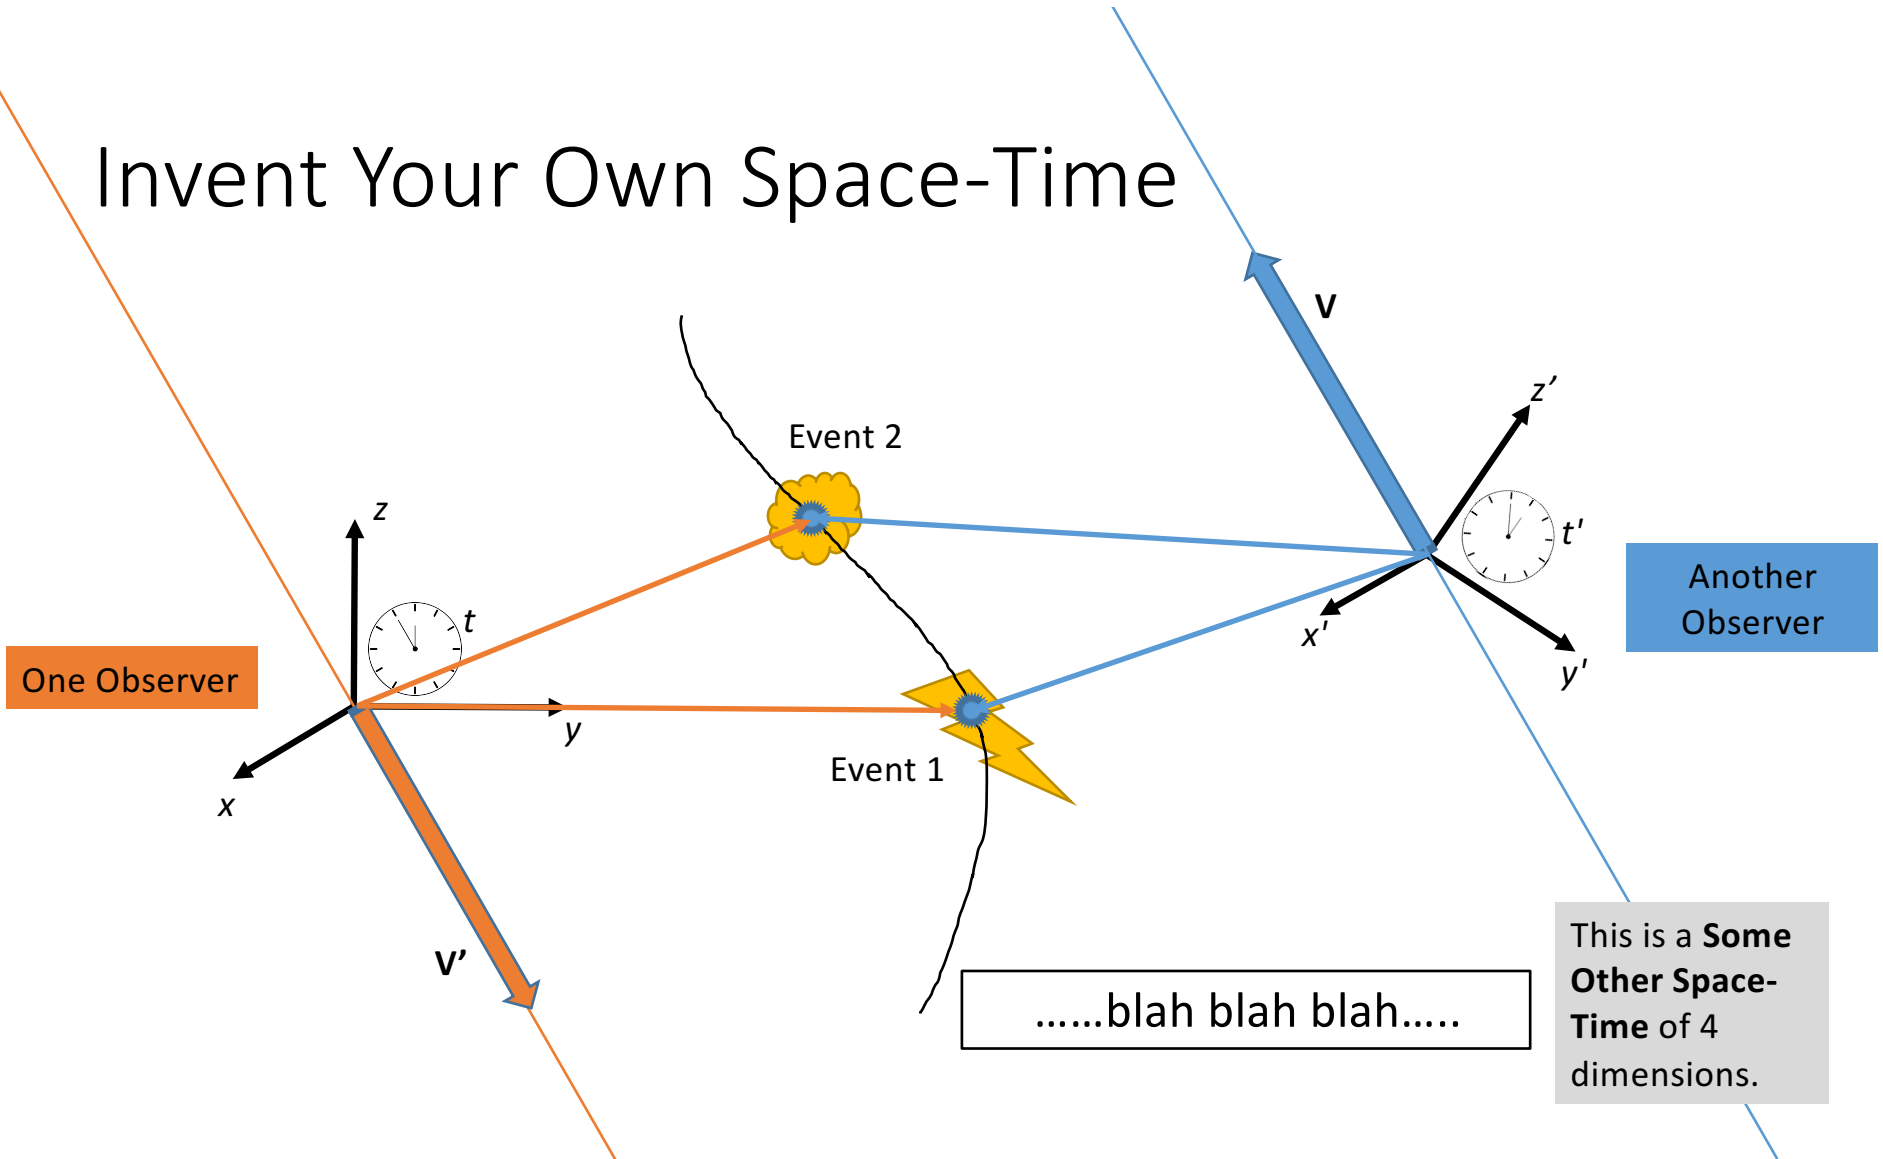 Invent Your Own Space-Time
V
z’
Event 2
z
t'
Another
Observer
t
x'
y'
One Observer
y
Event 1
x
V’
This is a Some
Other Space-
Time of 4
dimensions.
……blah blah blah…..